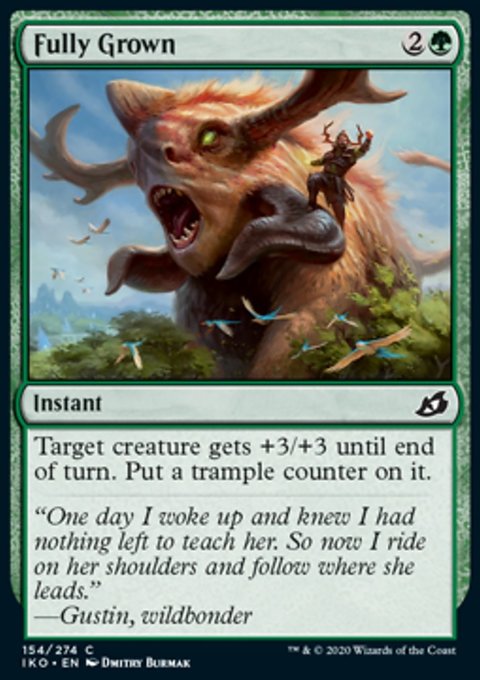 Fully Grown 2
Instant
Target creature gets +3/+3 until end
of turn. Put a trample counter on it.
“One day I woke up and knew I had
nothing left to teach her. So now I ride
on her shoulders and follow where she
leads.”
—Gustin, wildbonder
154/274 C ™ & © 2020 Wizards of the Coast
IKO • EN Dmitry Burmak